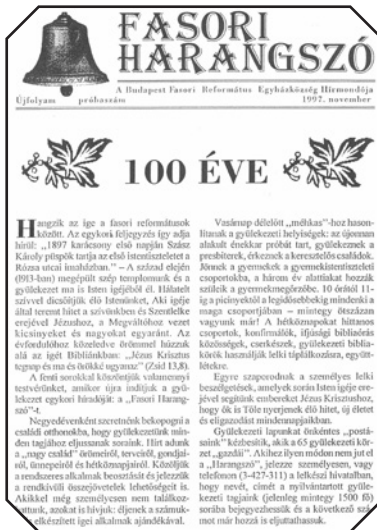 FASORI
HARANGSZÓ
A Budapest Fasori Református Egyházközség Hírmondója
Újfolyam próbaszám 1997. november
100 ÉVE
Hangzik az ige a fasori reformátusok
között. Az egykori feljegyzés így adja
hírül: „1897 karácsony első napján Szász
Károly püspök tartja az első istentiszteletet a
Rózsa utcai imaházban.” – A század elején
(1913-ban) megépült szép templomunk és a
gyülekezet ma is Isten igéjéből él. Hálatelt
szívvel dicsőítjük élő Istenünket, Aki igéje
által teremt hitet a szívünkben és Szentlelke
erejével Jézushoz, a Megváltóhoz vezet
kicsinyeket és nagyokat egyaránt. Az
évfordulóhoz közeledve örömmel húzzuk
alá az igét Bibliánkban: „Jézus Krisztus
tegnap és ma és örökké ugyanaz” (Zsid 13,8).
A fenti sorokkal köszöntjük valamennyi
testvérünket, amikor újra indítjuk a gyü-
lekezet egykori híradóját: a „Fasori Harang-
szó”-t.
Negyedévenként szeretnénk bekopogni a
családi otthonokba, hogy gyülekezetünk min-
den tagjához eljussanak soraink. Hírt adunk
a „nagy család” örömeiről, terveiről, gondjai-
ról, ünnepeiről és hétköznapjairól. Közöljük
a rendszeres alkalmak beosztását és jelezzük
a rendkívüli összejövetelek lehetőségeit is.
Akikkel még személyesen nem találkoz-
hattunk, azokat is hívjuk: éljenek a számuk-
elkészített igei alkalmak ajándékával.
Vasárnap délelőtt „méhkas”-hoz hason-
lítanak a gyülekezeti helyiségek: az újonnan
alakult énekkar próbát tart, gyülekeznek a
presbiterek, érkeznek a keresztelős családok.
Jönnek a gyermekek a gyermekistentiszteleti
csoportokba, a három év alattiakat hozzák
szüleik a gyermekmegőrzőbe. 10 órától 11-
ig a picinyektől a legidősebbekig mindenki a
maga csoportjában – mintegy ötszázan
vagyunk már! A hétköznapokat hittanos
csoportok, konfirmálók, ifjúsági bibliaórás
közösségek, cserkészek, gyülekezeti biblia-
körök használják lelki táplálkozásra, együtt-
létekre.
Egyre szaporodnak a személyes lelki
beszélgetések, amelyek során Isten igéje ere-
jével segítünk embereket Jézus Krisztushoz,
hogy ők is Tőle nyerjenek élő hitet, új életet
és eligazodást mindennapjaikban.
Gyülekezeti lapunkat önkéntes „postá-
saink” kézbesítik, akik a 65 gyülekezeti kör-
zet „gazdái”. Akihez ilyen módon nem jut el
a „Harangszó”, jelezze személyesen, vagy
telefonon (3-427-311) a lelkészi hivatalban,
hogy nevét, címét a nyilvántartott gyüle-
kezeti tagjaink (jelenleg mintegy 1500 fő)
sorába bejegyezhessük és a következő szá
mot már hozzá is eljuttathassuk.